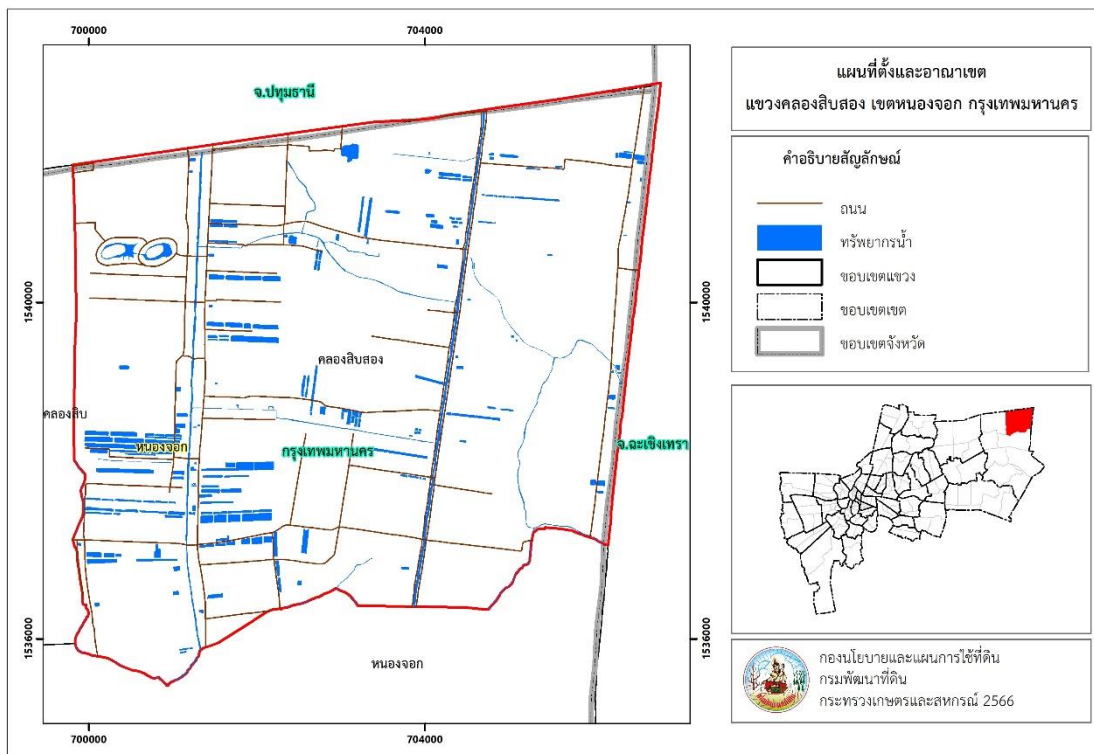 700000
704000
จ.ปทุมธานี
1540000
1540000
คลองสิบสอง
คลองสิบ
หนองจอก
กรุงเทพมหานคร
จ.ฉะเชิงเทรา
1536000
1536000
หนองจอก
700000
704000
แผนที่ตั้งและอาณาเขต
แขวงคลองสิบสอง เขตหนองจอก กรุงเทพมหานคร
คำอธิบายสัญลักษณ์
ถนน
ทรัพยากรน้ำ
ขอบเขตแขวง
ขอบเขตเขต
ขอบเขตจังหวัด
กองนโยบายและแผนการใช้ที่ดิน
กรมพัฒนาที่ดิน
กระทรวงเกษตรและสหกรณ์ 2566